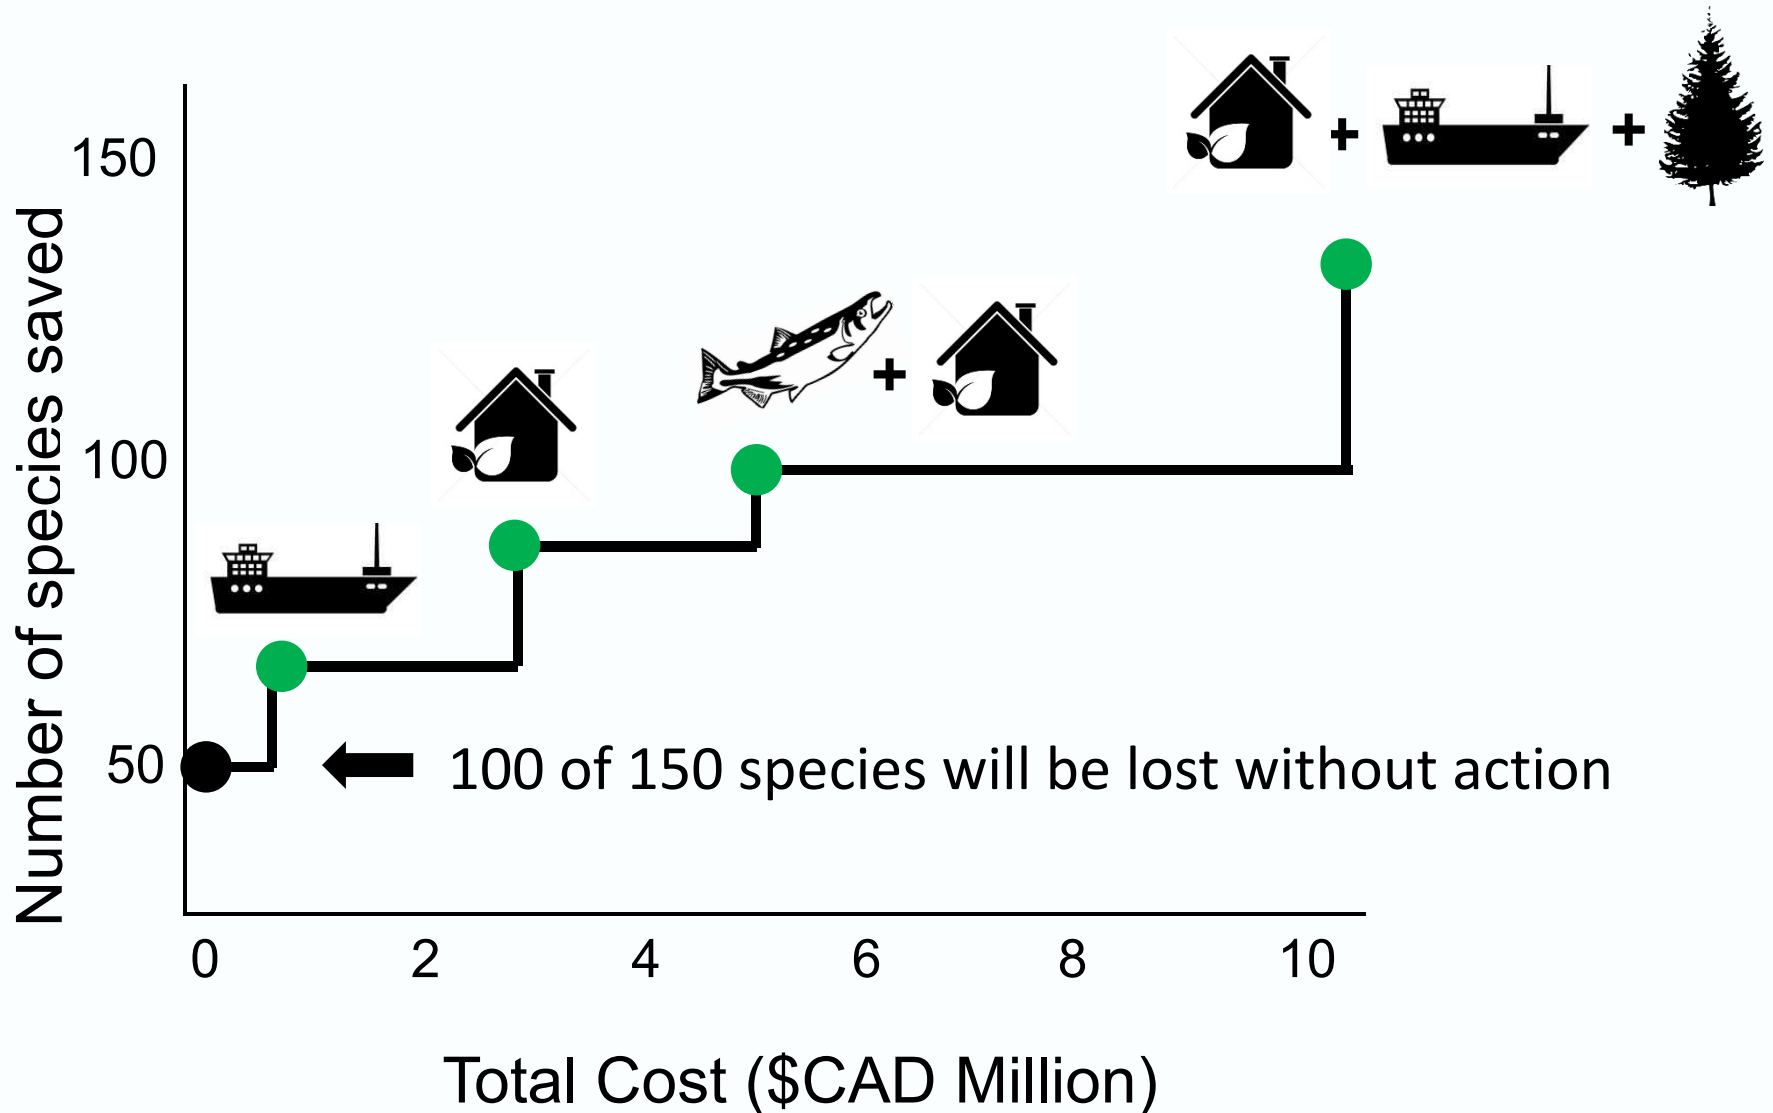 150
100
50
Number of species saved
+
+
+
100 of 150 species will be lost without action
0 2 4 6 8 10
Total Cost ($CAD Million)